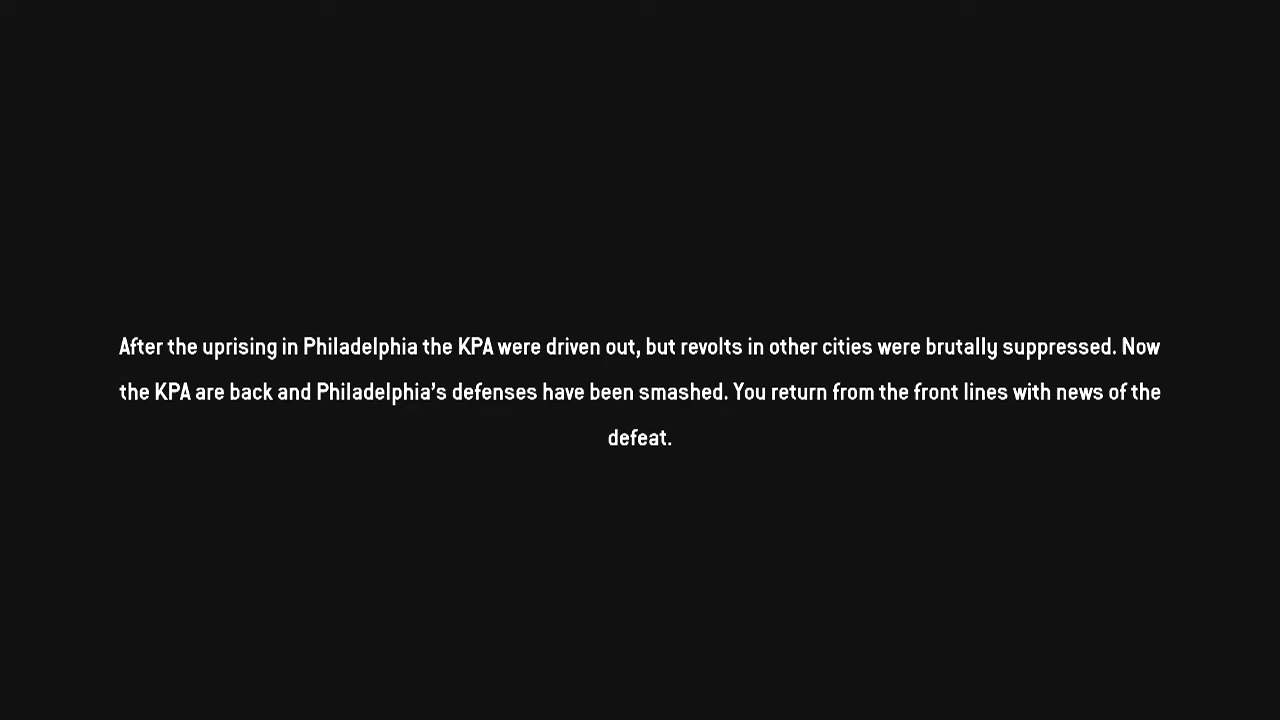 After the uprising in Philadelphia the KPA were driven out, but revolts in other cities were brutally suppressed. Now
the KPA are back and Philadelphia’s defenses have been smashed. You return from the front lines with news of the
defeat.